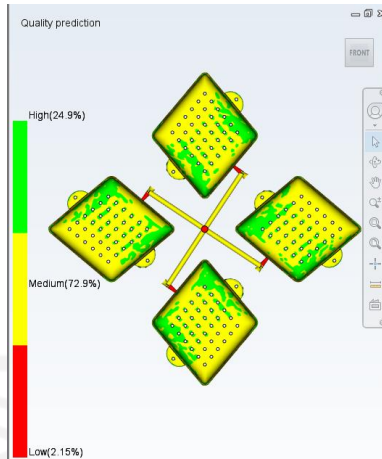 Quality prediction
FRONT
High(24.9%)
Medium(72.9%)
Low(2.15%)